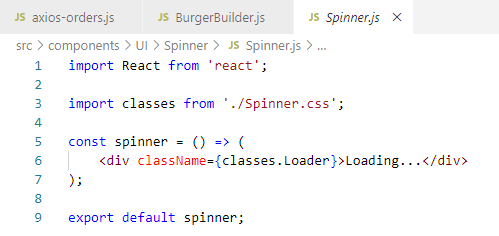 JS axios-orders.js JS BurgerBuilder.js JS Spinner.js ×
src > components > UI > Spinner > JS Spinner.js > ...
1 import React from 'react';
2
3 import classes from './Spinner.css';
4
5 const spinner = () => (
6 <div className={classes.Loader}>Loading...</div>
7 );
8
9 export default spinner;